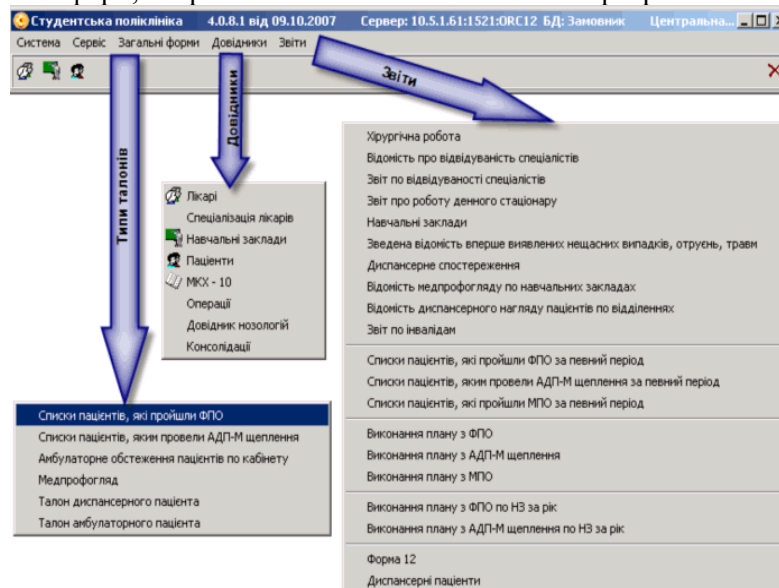 Студентська поліклініка 4.0.8.1 від 09.10.2007 Сервер: 10.5.1.61:1521:ORC12 БД: Замовник Центральна...
Система Сервіс Загальні форми Довідники Звіти
Типи талонів
Довідники
Звіти
Лікарі
Спеціалізація лікарів
Навчальні заклади
Пацієнти
МКХ - 10
Операції
Довідник нозологій
Консолідації
Списки пацієнтів, які пройшли ФПО
Списки пацієнтів, яким провели АДП-М щеплення
Амбулаторне обстеження пацієнтів по кабінету
Медпрофогляд
Талон диспансерного пацієнта
Талон амбулаторного пацієнта
Хірургічна робота
Відомість про відвідуваність спеціалістів
Звіт по відвідуваності спеціалістів
Звіт про роботу денного стаціонару
Навчальні заклади
Зведена відомість вперше виявлених нещасних випадків, отруєнь, травм
Диспансерне спостереження
Відомість медпрофогляду по навчальних закладах
Відомість диспансерного нагляду пацієнтів по відділеннях
Звіт по інвалідам
Списки пацієнтів, які пройшли ФПО за певний період
Списки пацієнтів, яким провели АДП-М щеплення за певний період
Списки пацієнтів, які пройшли МПО за певний період
Виконання плану з ФПО
Виконання плану з АДП-М щеплення
Виконання плану з МПО
Виконання плану з ФПО по НЗ за рік
Виконання плану з АДП-М щеплення по НЗ за рік
Форма 12
Диспансерні пацієнти